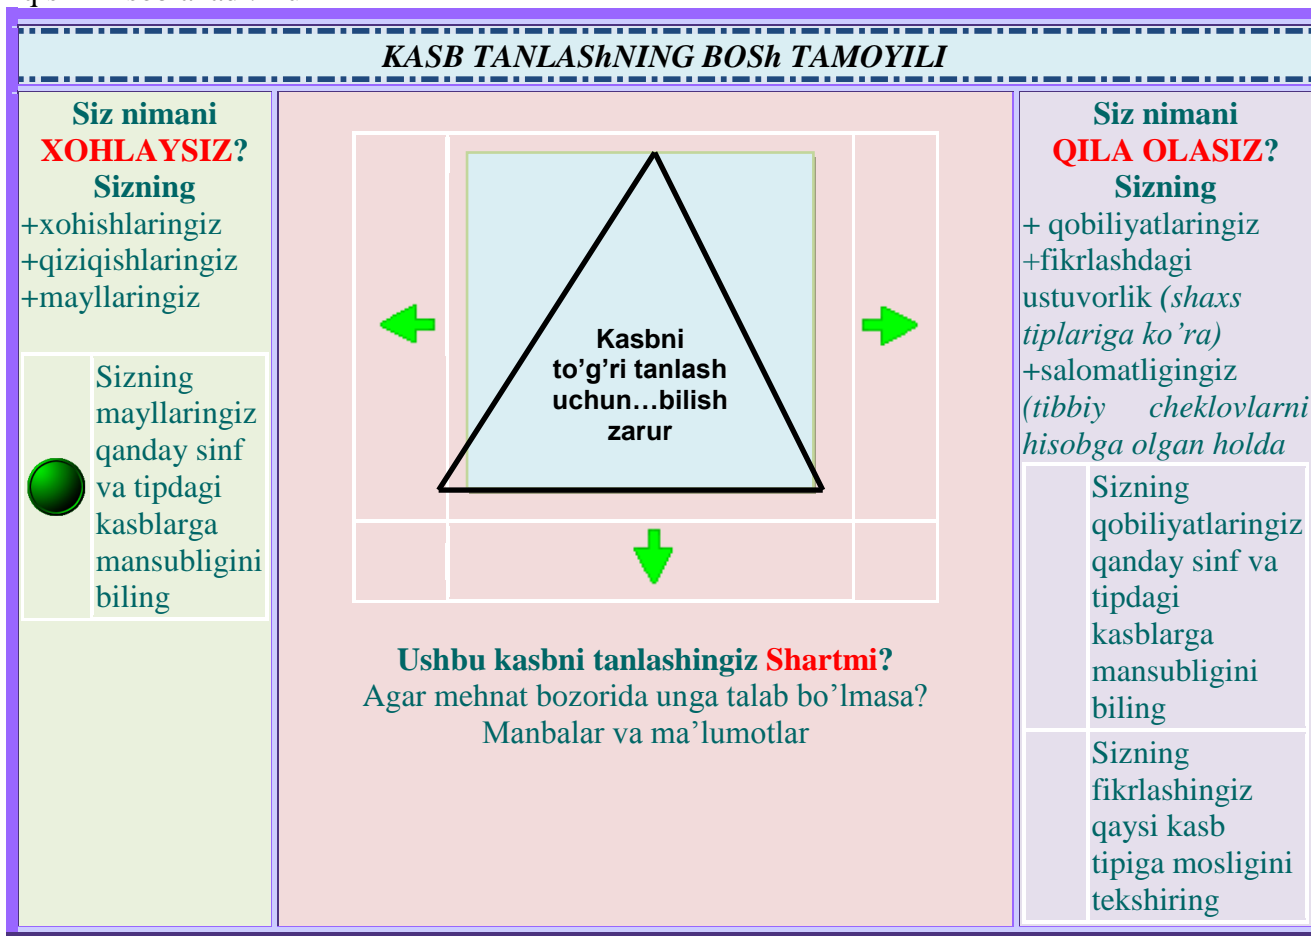 KASB TANLAShNING BOSh TAMOYILI
Siz nimani
XOHLAYSIZ?
Sizning
+xohishlaringiz
+qiziqishlaringiz
+mayllaringiz
Sizning
mayllaringiz
qanday sinf
va tipdagi
kasblarga
mansubligini
biling
Kasbni
to’g’ri tanlash
uchun…bilish
zarur
Ushbu kasbni tanlashingiz Shartmi?
Agar mehnat bozorida unga talab bo’lmasa?
Manbalar va ma’lumotlar
Siz nimani
QILA OLASIZ?
Sizning
+ qobiliyatlaringiz
+fikrlashdagi
ustuvorlik (shaxs
tiplariga ko’ra)
+salomatligingiz
(tibbiy cheklovlarni
hisobga olgan holda
Sizning
qobiliyatlaringiz
qanday sinf va
tipdagi
kasblarga
mansubligini
biling
Sizning
fikrlashingiz
qaysi kasb
tipiga mosligini
tekshiring